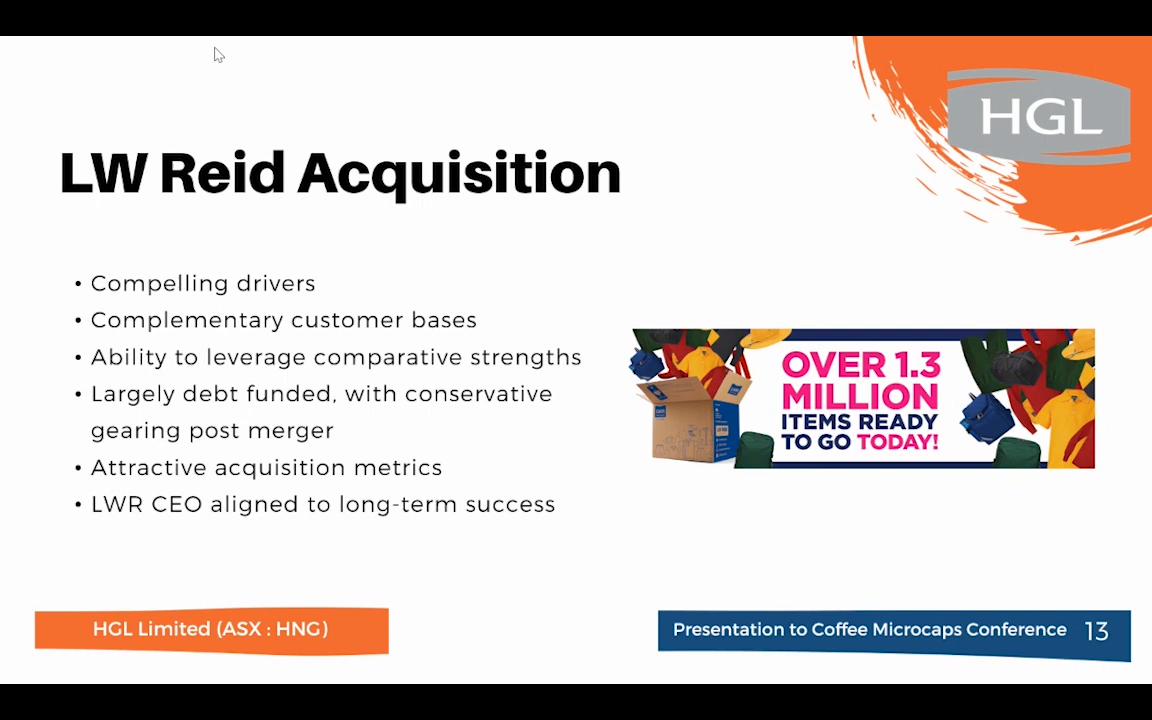 HGL
LW Reid Acquisition
• Compelling drivers
• Complementary customer bases
• Ability to leverage comparative strengths
• Largely debt funded, with conservative
gearing post merger
• Attractive acquisition metrics
• LWR CEO aligned to long-term success
OVER 1.3
MILLION
ITEMS READY
TO GO TODAY!
HGL Limited (ASX : HNG)
Presentation to Coffee Microcaps Conference 13